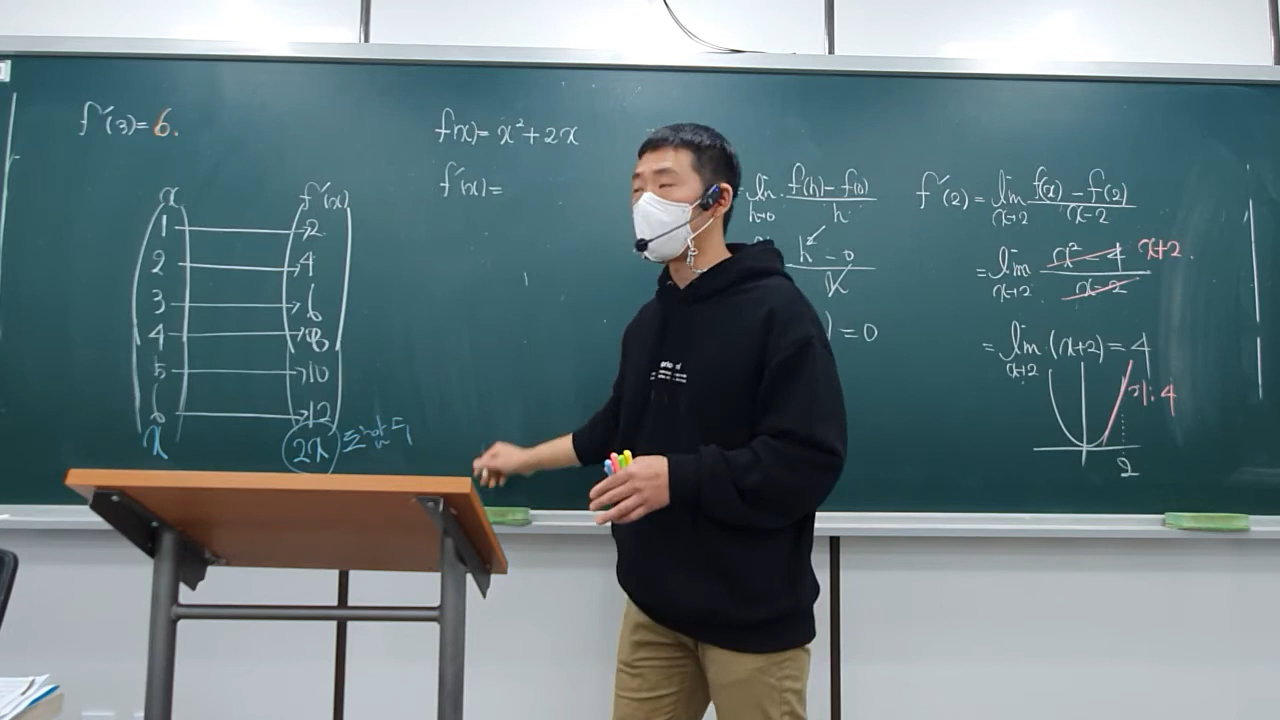 f′(3)=6.
x f′(x)
1 → 2
2 → 4
3 → 6
4 → 8
5 → 10
6 → 12
x 2x 도함수
f(x)= x²+2x
f′(x)=
= lim h→0 f(h)-f(0) / h
h² - 0 / h
) = 0
f′(2) = lim x→2 f(x)-f(2) / x-2
= lim x→2 x²-4 / x-2 x+2.
= lim x→2 (x+2) = 4
4
2